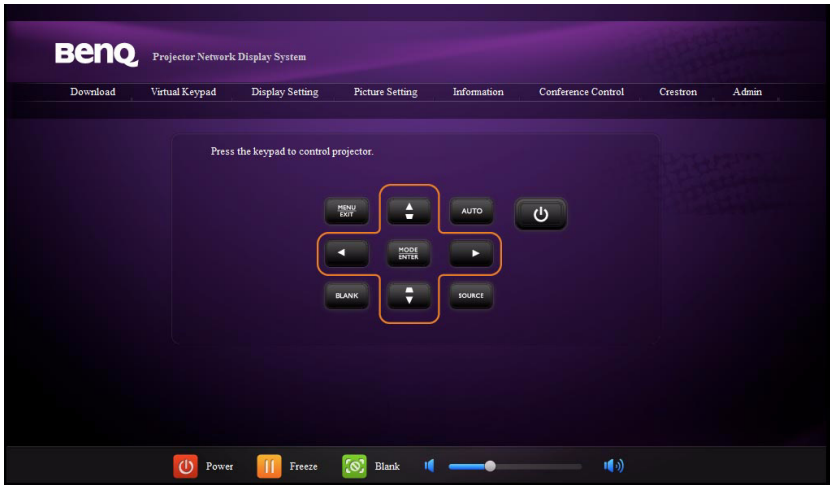 BenQ Projector Network Display System
Download Virtual Keypad Display Setting Picture Setting Information Conference Control Crestron Admin
Press the keypad to control projector.
MENU
EXIT
AUTO
MODE
ENTER
BLANK
SOURCE
Power Freeze Blank